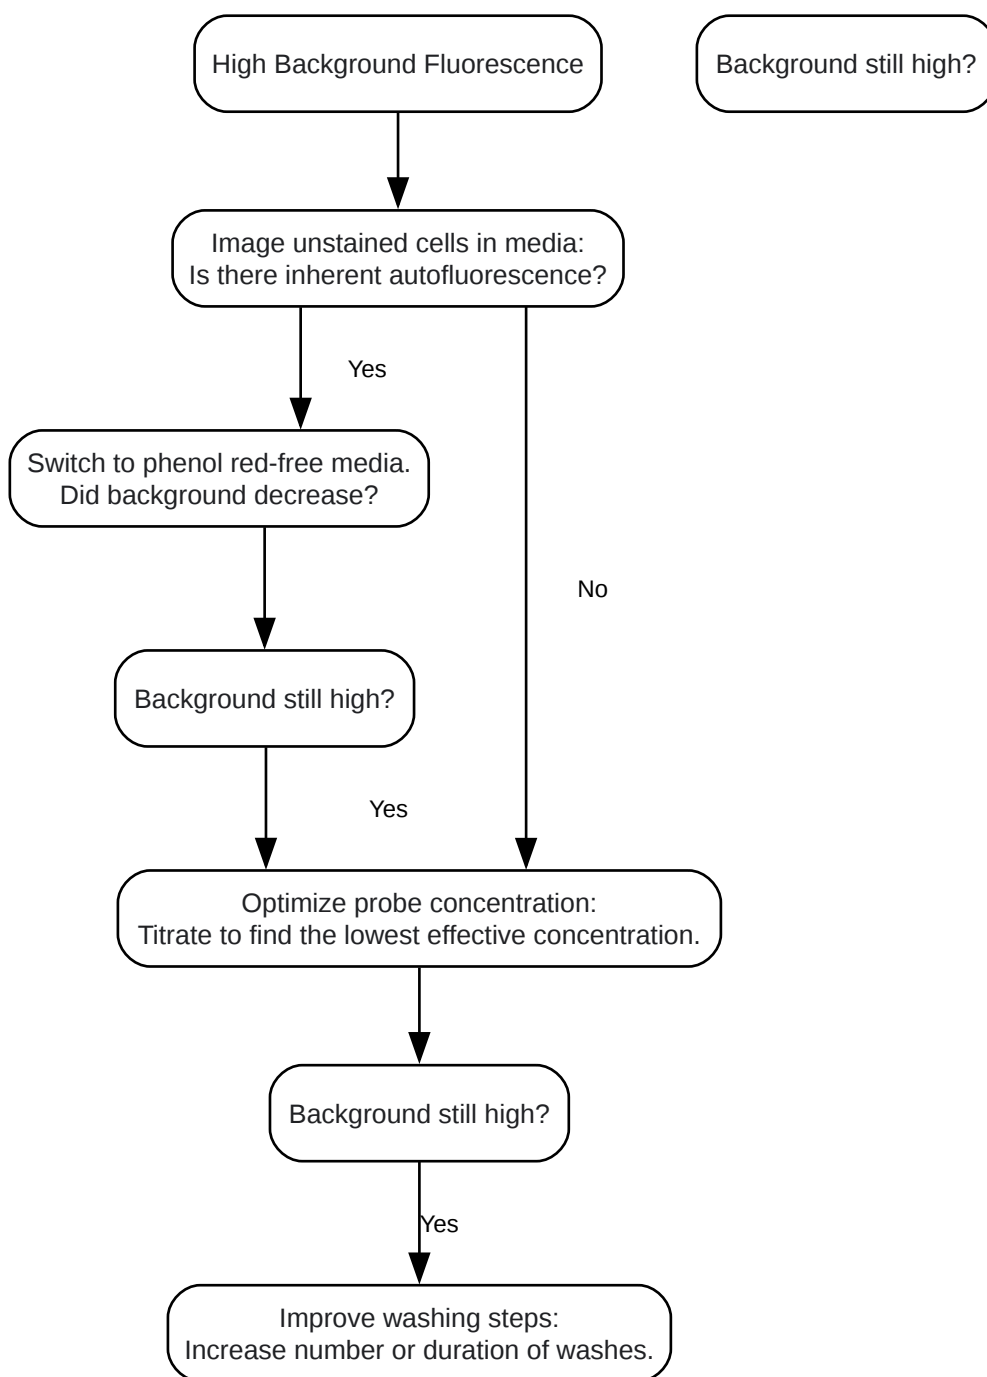 High Background Fluorescence
Background still high?
Image unstained cells in media:
Is there inherent autofluorescence?
Yes
Switch to phenol red-free media.
Did background decrease?
No
Background still high?
Yes
Optimize probe concentration:
Titrate to find the lowest effective concentration.
Background still high?
Yes
Improve washing steps:
Increase number or duration of washes.